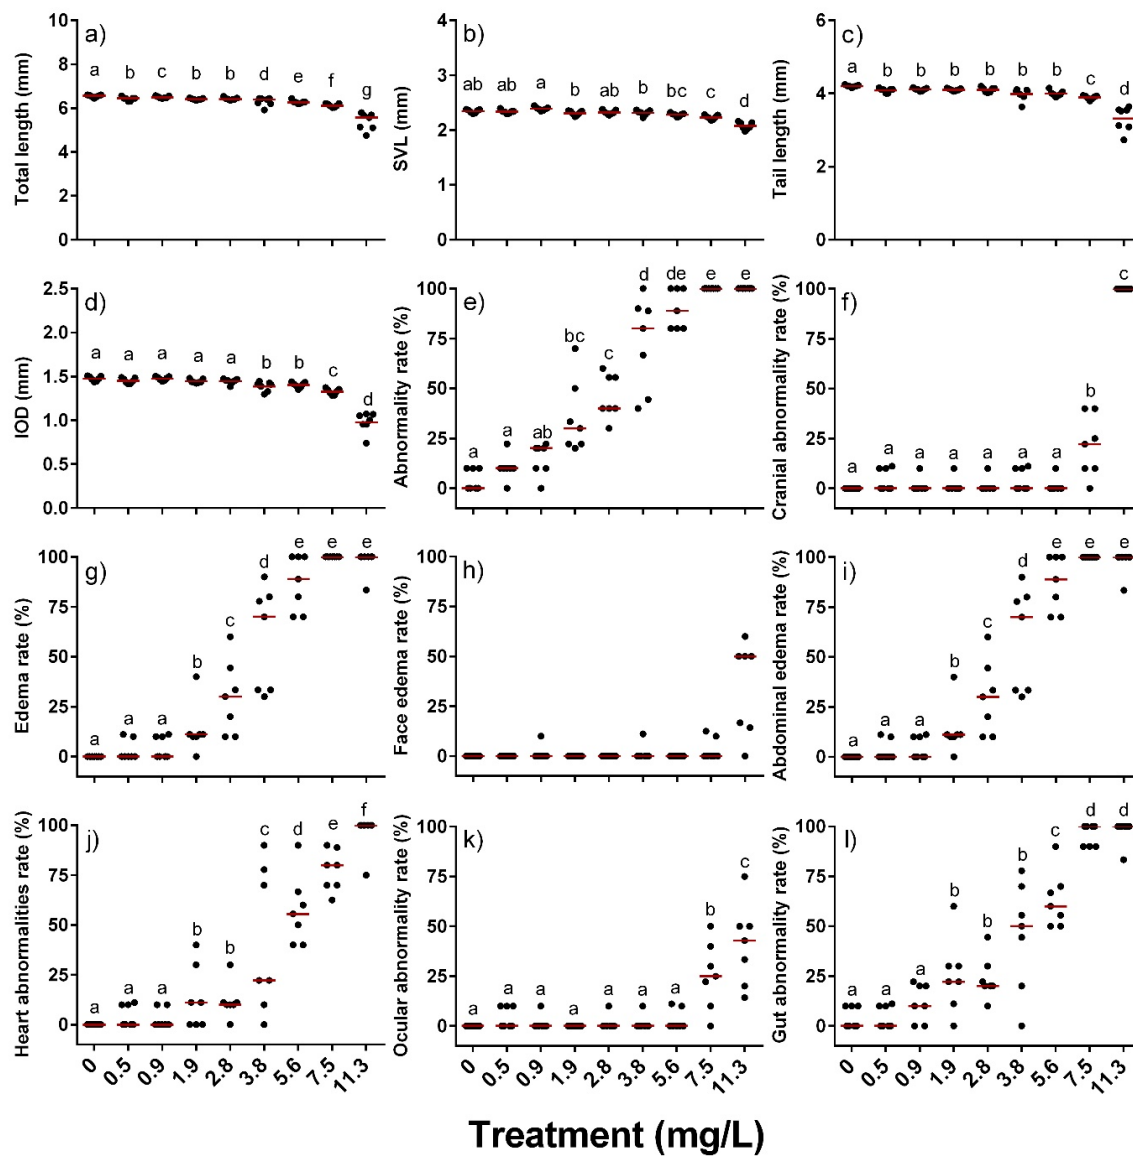 a)
Total length (mm)
10
8
6
4
2
0
a b c b b d e f g
b)
SVL (mm)
4
3
2
1
0
ab ab a b ab b bc c d
c)
Tail length (mm)
6
4
2
0
a b b b b b b c d
d)
IOD (mm)
2.5
2.0
1.5
1.0
0.5
0.0
a a a a a b b c d
e)
Abnormality rate (%)
100
75
50
25
0
a a ab bc c d de e e
f)
Cranial abnormality rate (%)
100
75
50
25
0
a a a a a a a b c
g)
Edema rate (%)
100
75
50
25
0
a a a b c d e e e
h)
Face edema rate (%)
100
75
50
25
0
i)
Abdominal edema rate (%)
100
75
50
25
0
a a a b c d e e e
j)
Heart abnormalities rate (%)
100
75
50
25
0
a a a b b c d e f
0 0.5 0.9 1.9 2.8 3.8 5.6 7.5 11.3
k)
Ocular abnormality rate (%)
100
75
50
25
0
a a a a a a a b c
0 0.5 0.9 1.9 2.8 3.8 5.6 7.5 11.3
l)
Gut abnormality rate (%)
100
75
50
25
0
a a a b b b c d d
0 0.5 0.9 1.9 2.8 3.8 5.6 7.5 11.3
Treatment (mg/L)